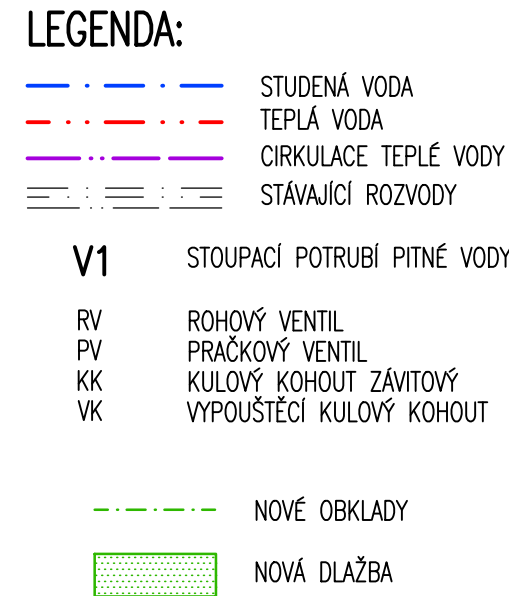 LEGENDA:
STUDENÁ VODA
TEPLÁ VODA
CIRKULACE TEPLÉ VODY
STÁVAJÍCÍ ROZVODY
V1 STOUPACÍ POTRUBÍ PITNÉ VODY
RV ROHOVÝ VENTIL
PV PRAČKOVÝ VENTIL
KK KULOVÝ KOHOUT ZÁVITOVÝ
VK VYPOUŠTĚCÍ KULOVÝ KOHOUT
NOVÉ OBKLADY
NOVÁ DLAŽBA